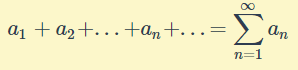 a₁ + a₂+...+aₙ+...= ∑_{n=1}^{∞} aₙ